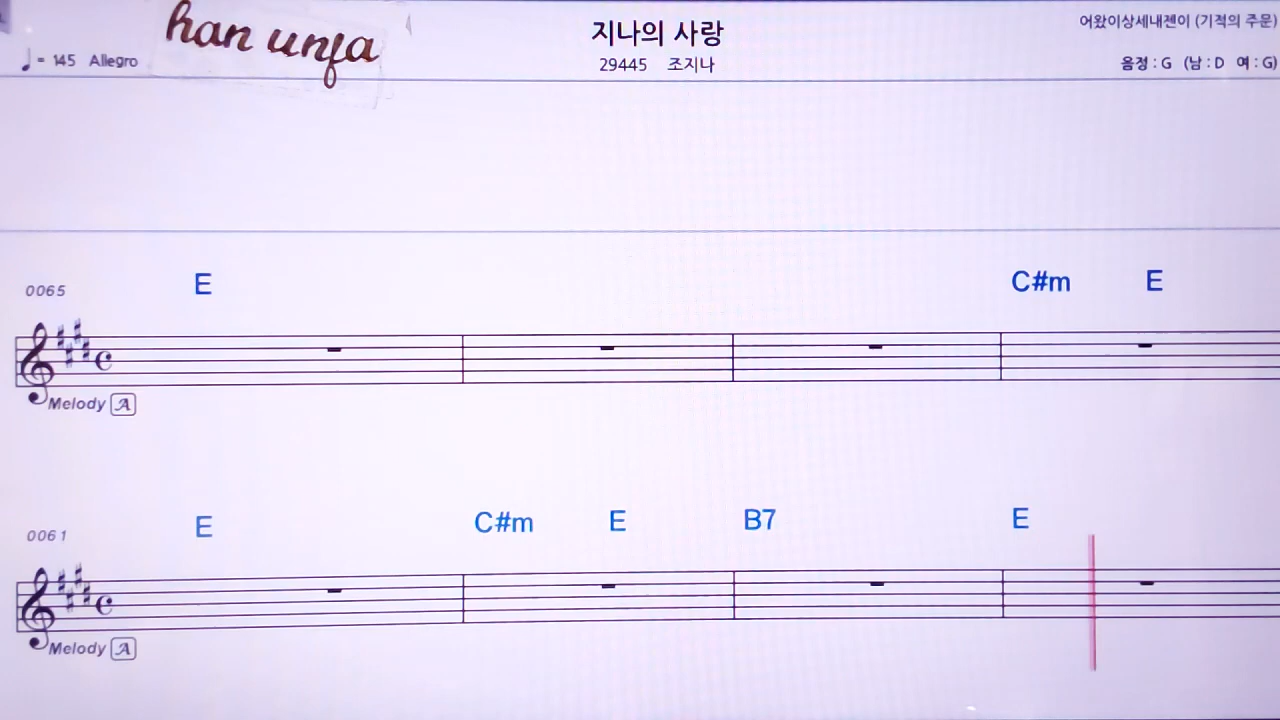 han unfa
♩ = 145 Allegro
지나의 사랑
29445 조지나
어왔이상세내젠이 (기적의 주문)
음정 : G (남 : D 여 : G)
0065 E C#m E
Melody A
0061 E C#m E B7 E
Melody A